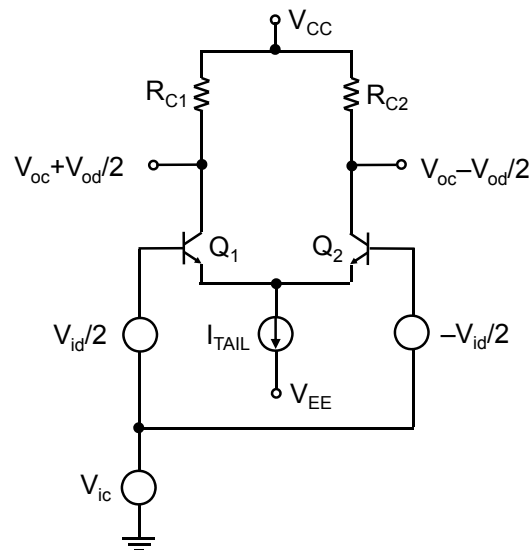 V_CC
R_C1
R_C2
V_oc+V_od/2
V_oc–V_od/2
Q_1
Q_2
V_id/2
I_TAIL
–V_id/2
V_EE
V_ic